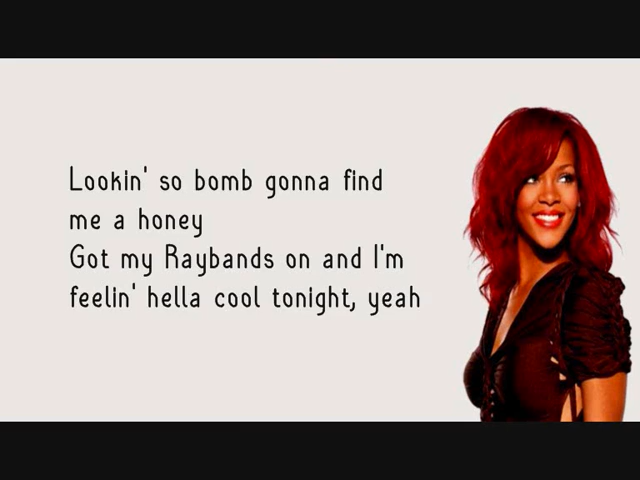 Lookin' so bomb gonna find
me a honey
Got my Raybands on and I'm
feelin' hella cool tonight, yeah